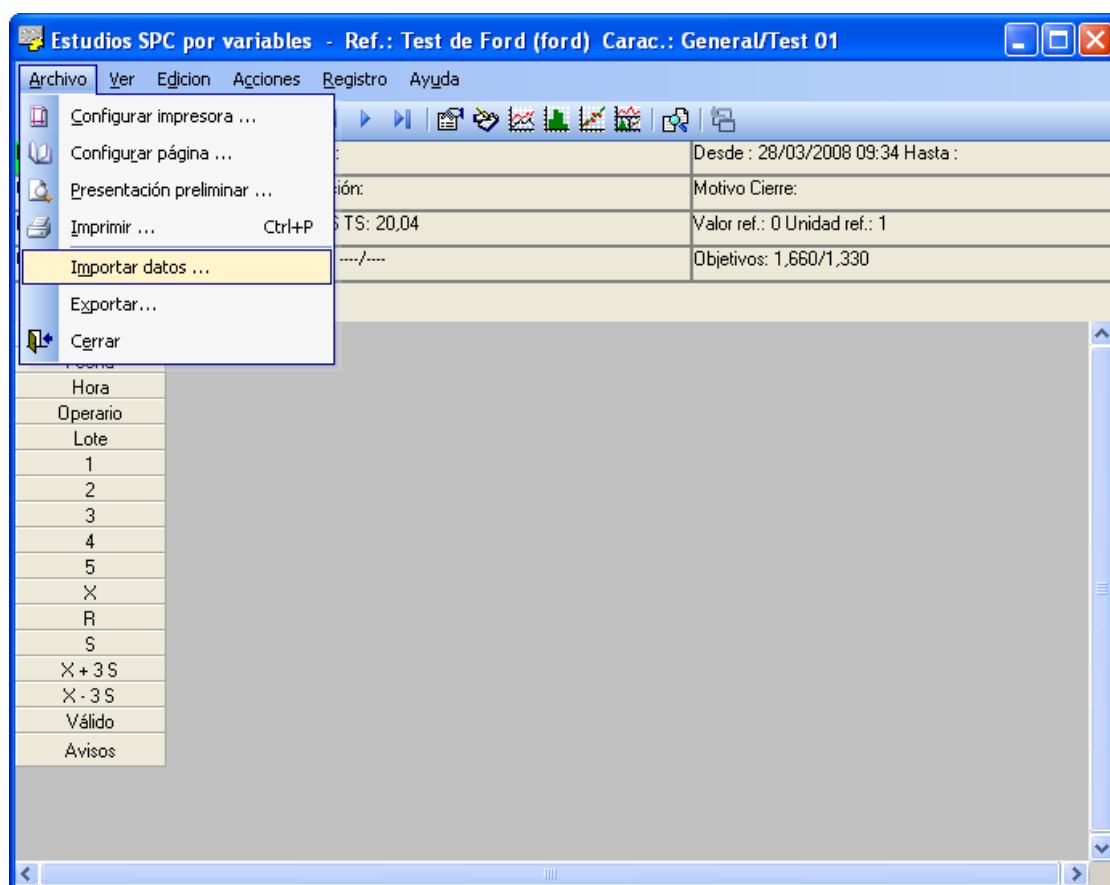 Estudios SPC por variables - Ref.: Test de Ford (ford) Carac.: General/Test 01
Archivo Ver Edicion Acciones Registro Ayuda
Configurar impresora ...
Configurar página ...
Presentación preliminar ...
Imprimir ... Ctrl+P
Importar datos ...
Exportar...
Cerrar
Desde : 28/03/2008 09:34 Hasta :
Motivo Cierre:
TS: 20,04
Valor ref.: 0 Unidad ref.: 1
----/----
Objetivos: 1,660/1,330
Hora
Operario
Lote
1
2
3
4
5
X
R
S
X + 3 S
X - 3 S
Válido
Avisos